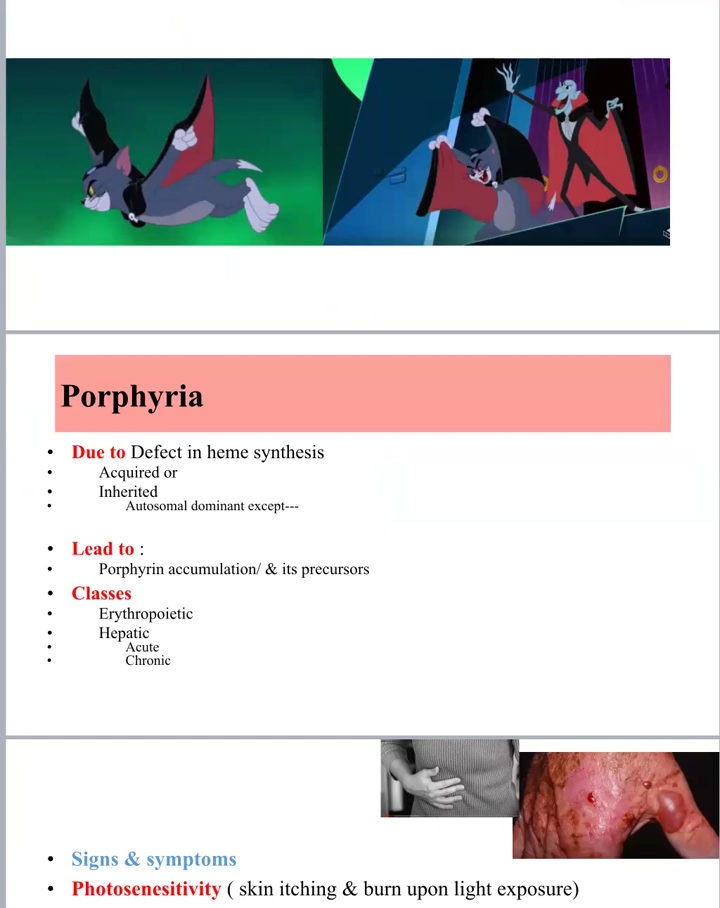 Porphyria
• Due to Defect in heme synthesis
• Acquired or
• Inherited
• Autosomal dominant except---
• Lead to :
• Porphyrin accumulation/ & its precursors
• Classes
• Erythropoietic
• Hepatic
• Acute
• Chronic
• Signs & symptoms
• Photosenesitivity ( skin itching & burn upon light exposure)